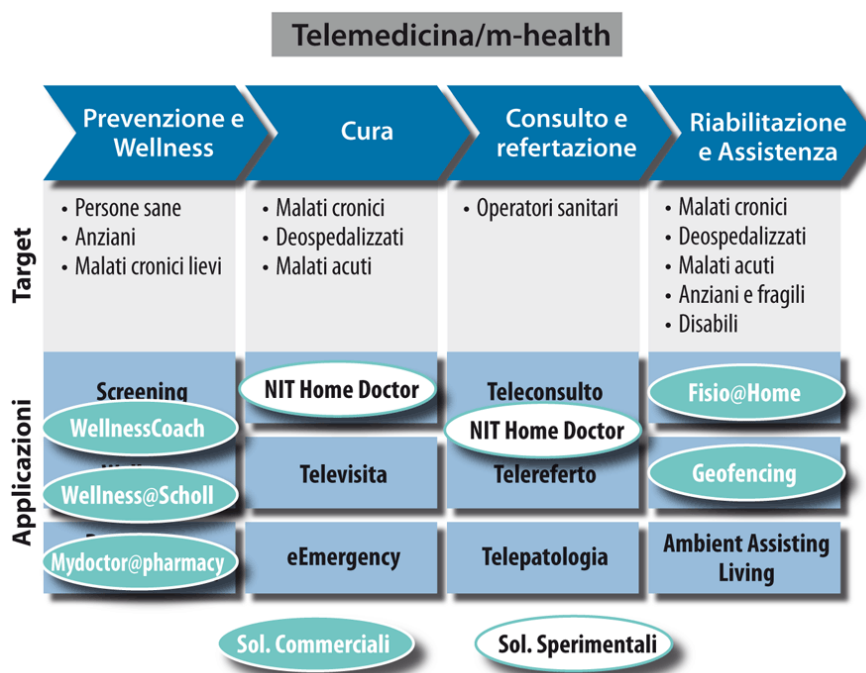 Telemedicina/m-health
Prevenzione e
Wellness
Cura
Consulto e
refertazione
Riabilitazione
e Assistenza
Target
• Persone sane
• Anziani
• Malati cronici lievi
• Malati cronici
• Deospedalizzati
• Malati acuti
• Operatori sanitari
• Malati cronici
• Deospedalizzati
• Malati acuti
• Anziani e fragili
• Disabili
Applicazioni
Screening
WellnessCoach
Wellness@Scholl
Mydoctor@pharmacy
NIT Home Doctor
Televisita
eEmergency
Teleconsulto
NIT Home Doctor
Telereferto
Telepatologia
Fisio@Home
Geofencing
Ambient Assisting
Living
Sol. Commerciali
Sol. Sperimentali